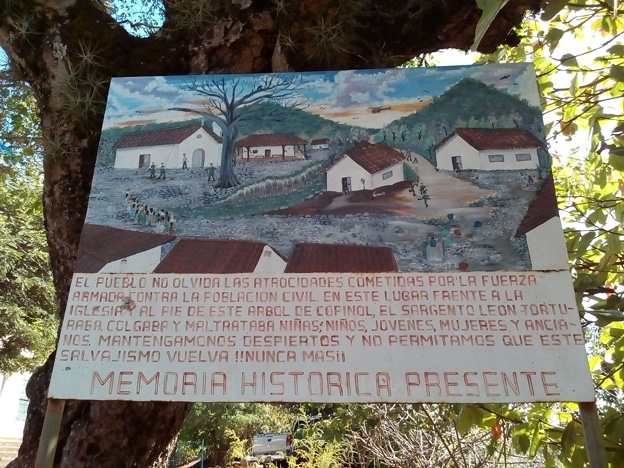 EL PUEBLO NO OLVIDA LAS ATROCIDADES COMETIDAS POR LA FUERZA
ARMADA CONTRA LA POBLACION CIVIL. EN ESTE LUGAR FRENTE A LA
IGLESIA Y AL PIE DE ESTE ARBOL DE COPINOL, EL SARGENTO LEON TORTU-
RABA, COLGABA Y MALTRATABA NIÑAS, NIÑOS, JOVENES, MUJERES Y ANCIA-
NOS. MANTENGAMONOS DESPIERTOS Y NO PERMITAMOS QUE ESTE
SALVAJISMO VUELVA !!NUNCA MAS¡¡
MEMORIA HISTORICA PRESENTE